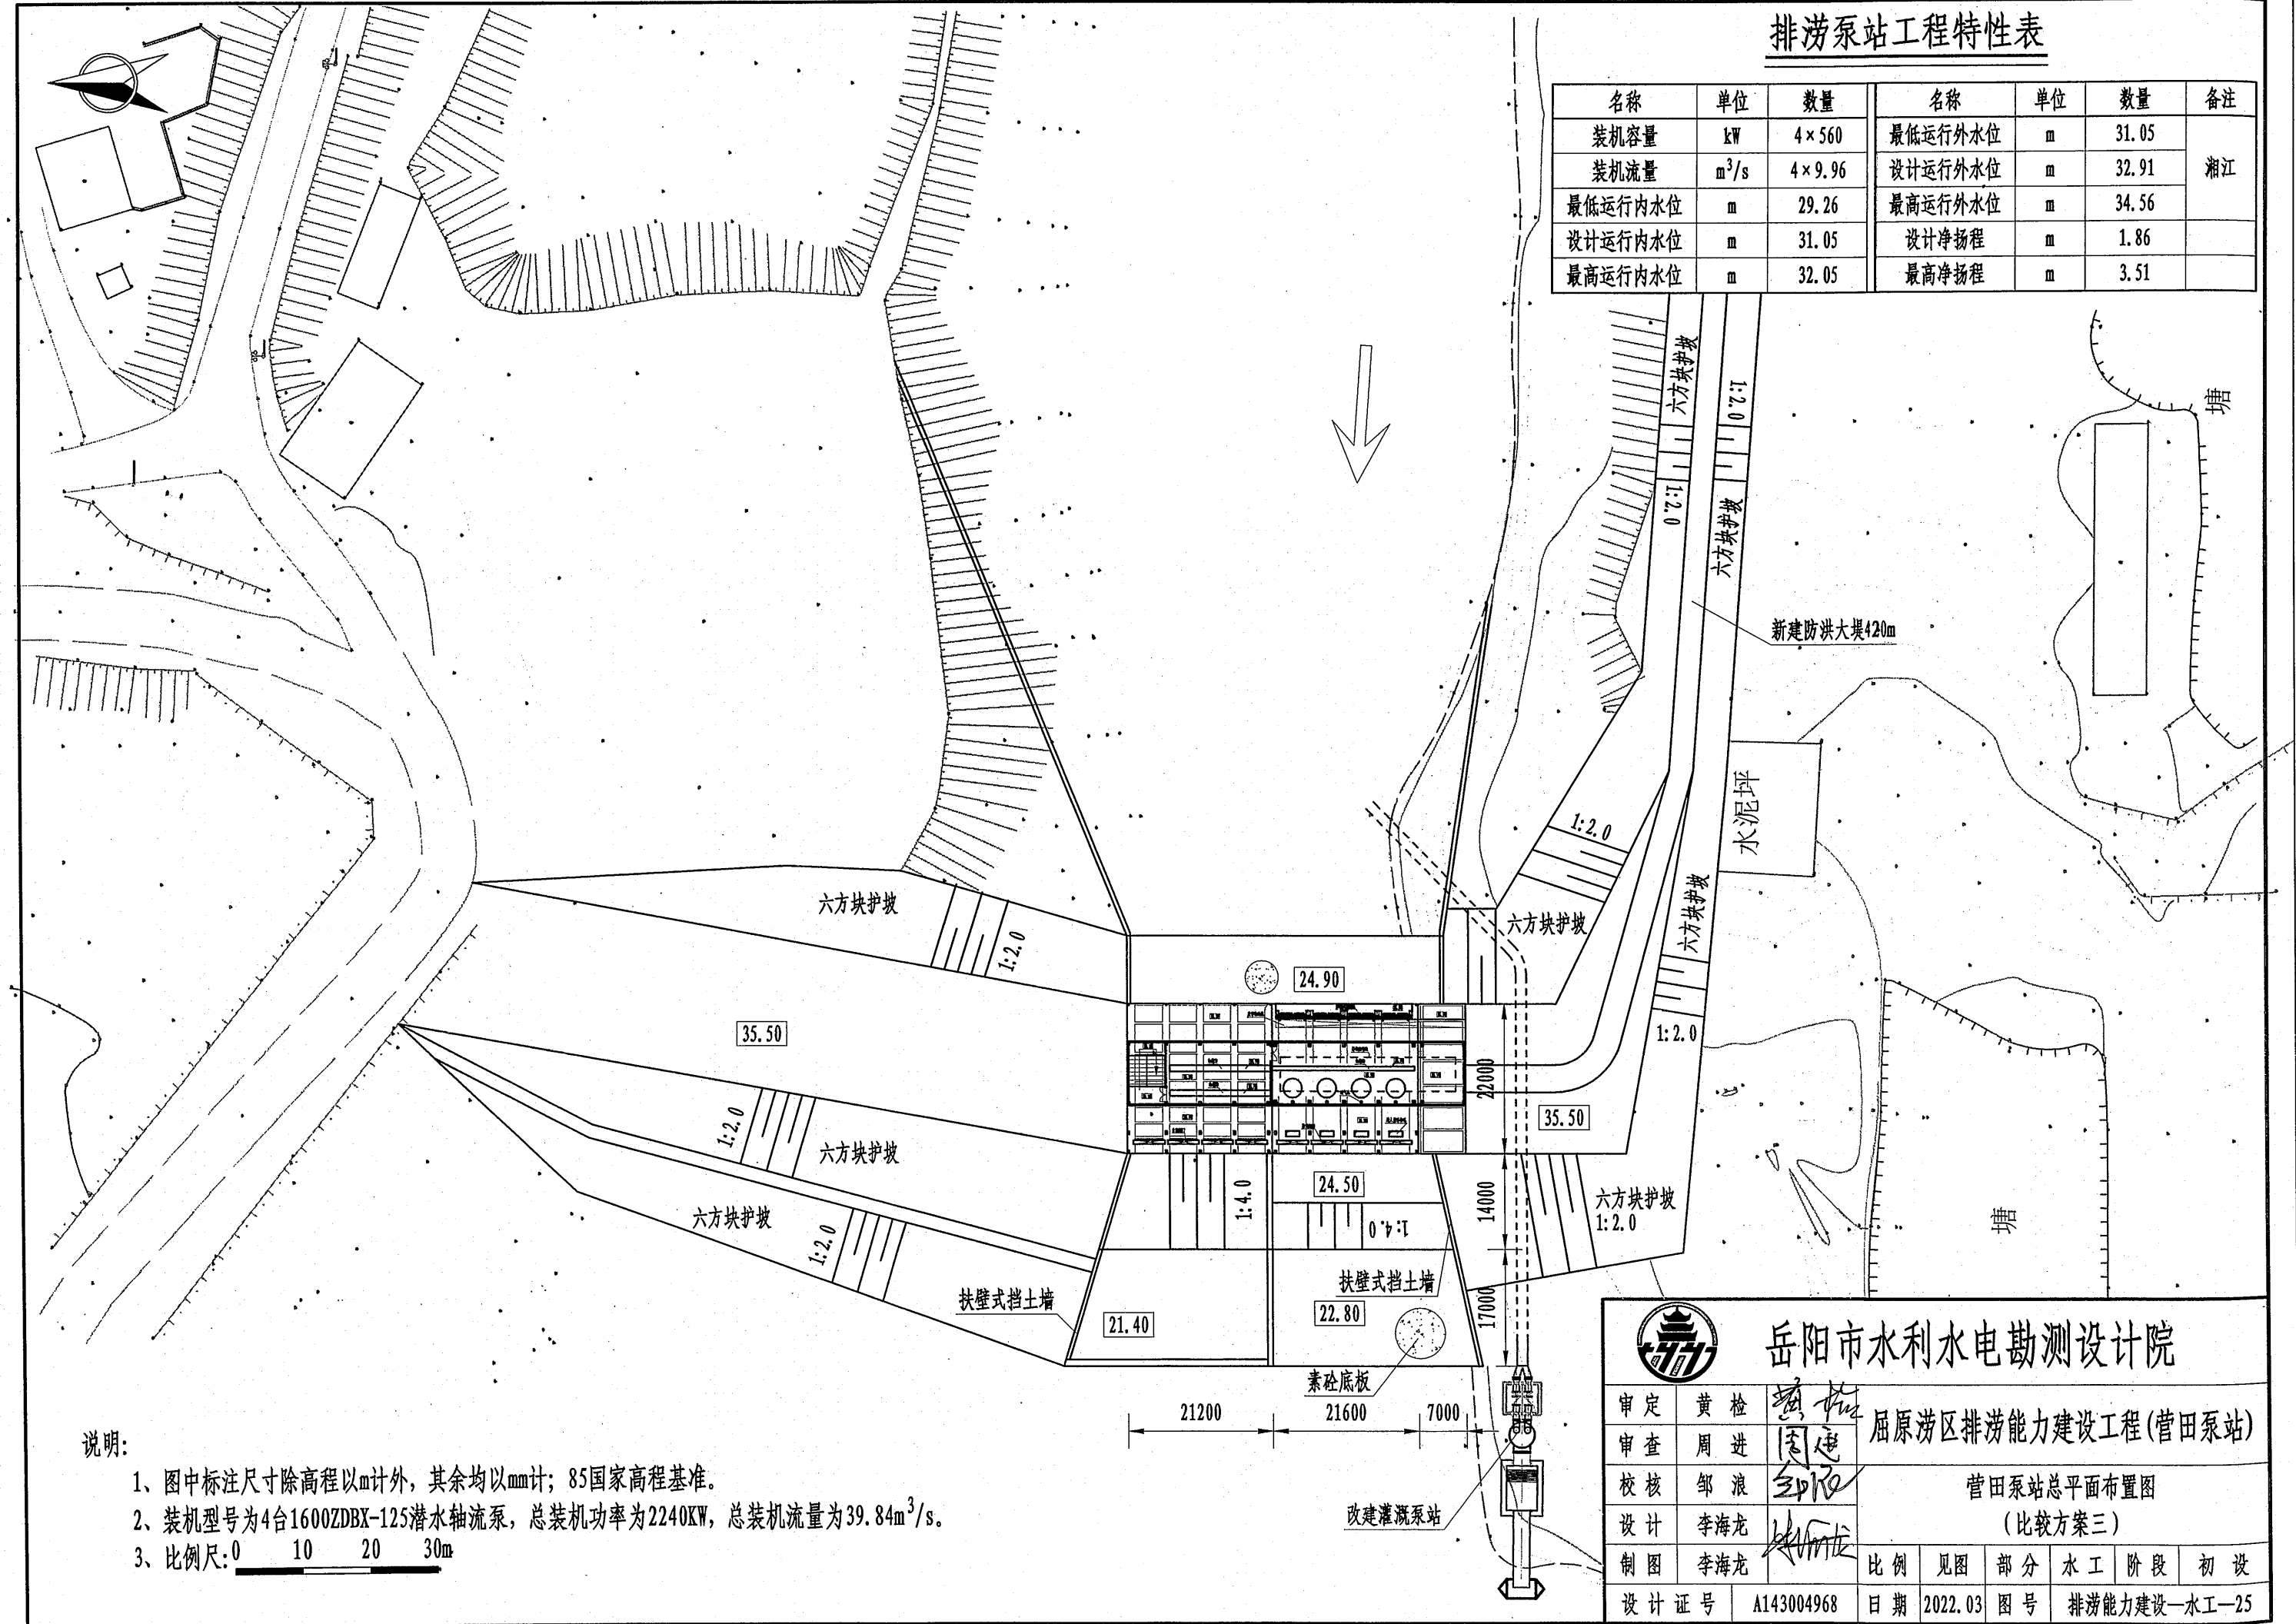 排涝泵站工程特性表
名称 单位 数量 名称 单位 数量 备注
装机容量 kW 4×560 最低运行外水位 m 31.05
装机流量 m³/s 4×9.96 设计运行外水位 m 32.91 湘江
最低运行内水位 m 29.26 最高运行外水位 m 34.56
设计运行内水位 m 31.05 设计净扬程 m 1.86
最高运行内水位 m 32.05 最高净扬程 m 3.51
六方块护坡
1:2.0
塘
1:2.0
六方块护坡
新建防洪大堤420m
水泥坪
1:2.0
六方块护坡
六方块护坡
1:2.0
六方块护坡
24.90
35.50
1:2.0
22000
35.50
1:2.0
六方块护坡
24.50
1:4.0
14000
六方块护坡
1:2.0
塘
六方块护坡
1:2.0
1:4.0
扶壁式挡土墙
扶壁式挡土墙
21.40
22.80
17000
素砼底板
21200 21600 7000
改建灌溉泵站
说明:
1、图中标注尺寸除高程以m计外，其余均以mm计；85国家高程基准。
2、装机型号为4台1600ZDBX-125潜水轴流泵，总装机功率为2240KW，总装机流量为39.84m³/s。
3、比例尺:0 10 20 30m
岳阳市水利水电勘测设计院
审定 黄检
审查 周进
屈原涝区排涝能力建设工程(营田泵站)
校核 邹浪
设计 李海龙
营田泵站总平面布置图
(比较方案三)
制图 李海龙 比例 见图 部分 水工 阶段 初设
设计证号 A143004968 日期 2022.03 图号 排涝能力建设—水工—25